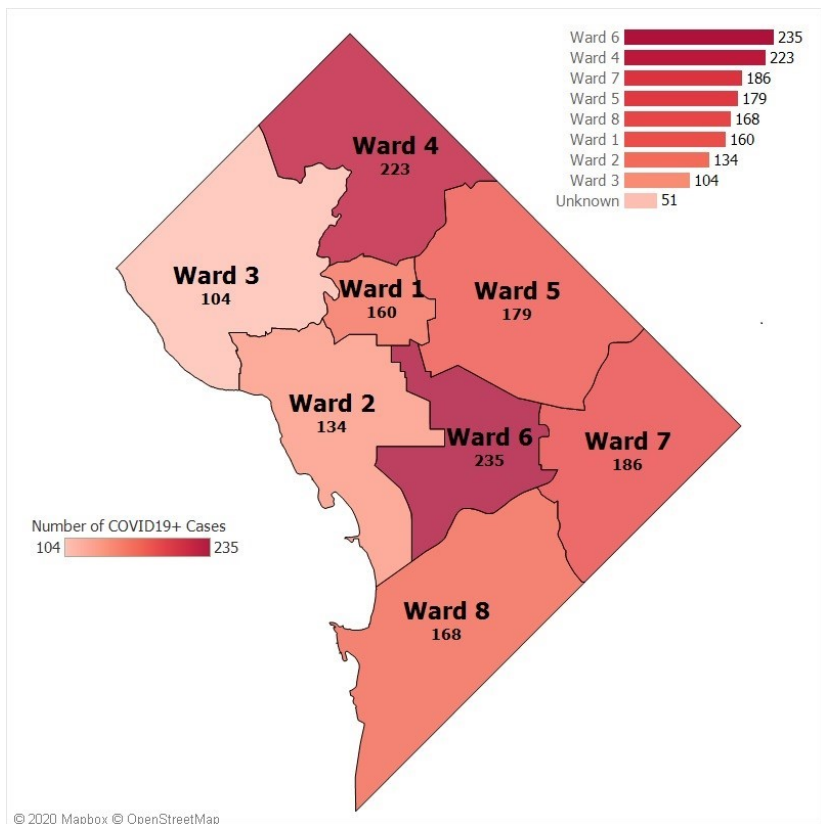 Ward 6 235
Ward 4 223
Ward 7 186
Ward 5 179
Ward 8 168
Ward 1 160
Ward 2 134
Ward 3 104
Unknown 51
Ward 4
223
Ward 3
104
Ward 1
160
Ward 5
179
Ward 2
134
Ward 6
235
Ward 7
186
Number of COVID19+ Cases
104 235
Ward 8
168
© 2020 Mapbox © OpenStreetMap